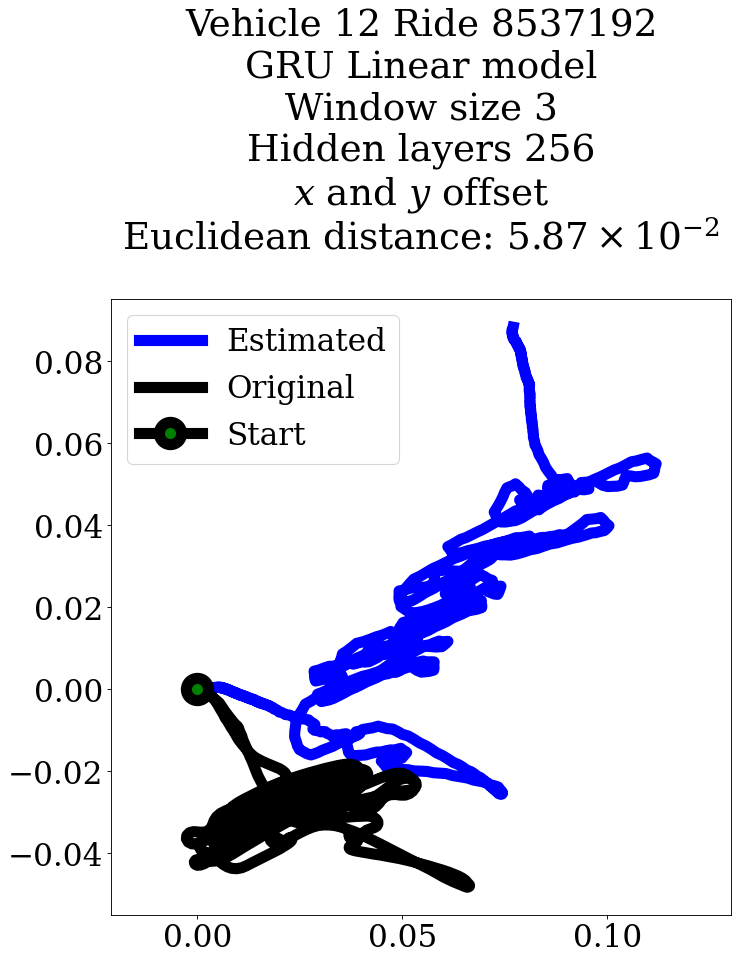 Vehicle 12 Ride 8537192
GRU Linear model
Window size 3
Hidden layers 256
x and y offset
Euclidean distance: 5.87 × 10⁻²
Estimated
Original
Start
0.08
0.06
0.04
0.02
0.00
−0.02
−0.04
0.00 0.05 0.10